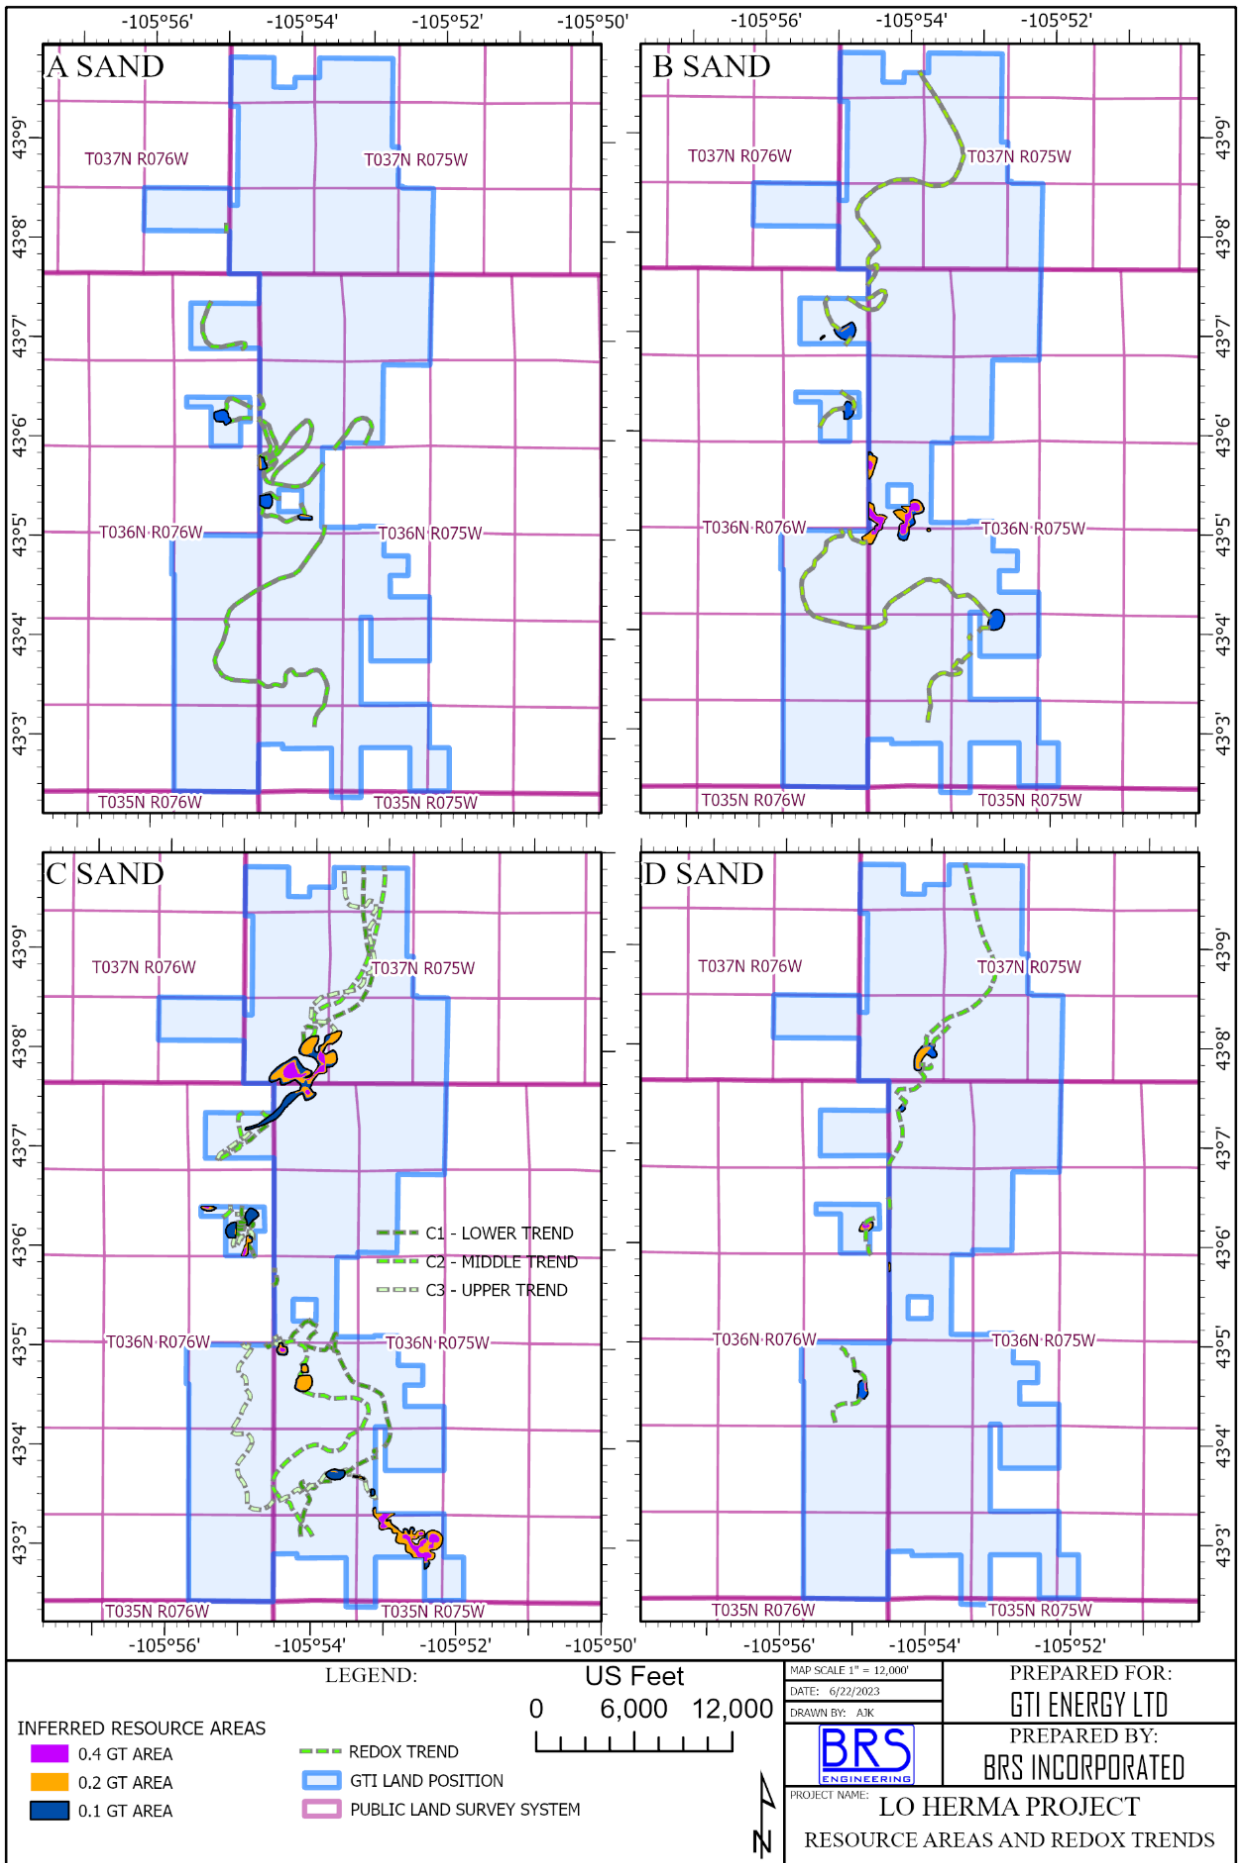 -105°56' -105°54' -105°52' -105°50' -105°56' -105°54' -105°52'
A SAND
B SAND
43°9'
43°8'
43°7'
43°6'
43°5'
43°4'
43°3'
T037N R076W T037N R075W
T036N R076W T036N R075W
T035N R076W T035N R075W
T037N R076W T037N R075W
T036N R076W T036N R075W
T035N R076W T035N R075W
43°9'
43°8'
43°7'
43°6'
43°5'
43°4'
43°3'
C SAND
D SAND
43°9'
43°8'
43°7'
43°6'
43°5'
43°4'
43°3'
T037N R076W T037N R075W
C1 - LOWER TREND
C2 - MIDDLE TREND
C3 - UPPER TREND
T036N R076W T036N R075W
T035N R076W T035N R075W
T037N R076W T037N R075W
T036N R076W T036N R075W
T035N R076W T035N R075W
43°9'
43°8'
43°7'
43°6'
43°5'
43°4'
43°3'
-105°56' -105°54' -105°52' -105°50' -105°56' -105°54' -105°52'
LEGEND:
INFERRED RESOURCE AREAS
0.4 GT AREA
0.2 GT AREA
0.1 GT AREA
REDOX TREND
GTI LAND POSITION
PUBLIC LAND SURVEY SYSTEM
US Feet
0 6,000 12,000
N
MAP SCALE 1" = 12,000'
DATE: 6/22/2023
DRAWN BY: AJK
PREPARED FOR:
GTI ENERGY LTD
BRS
ENGINEERING
PREPARED BY:
BRS INCORPORATED
PROJECT NAME:
LO HERMA PROJECT
RESOURCE AREAS AND REDOX TRENDS